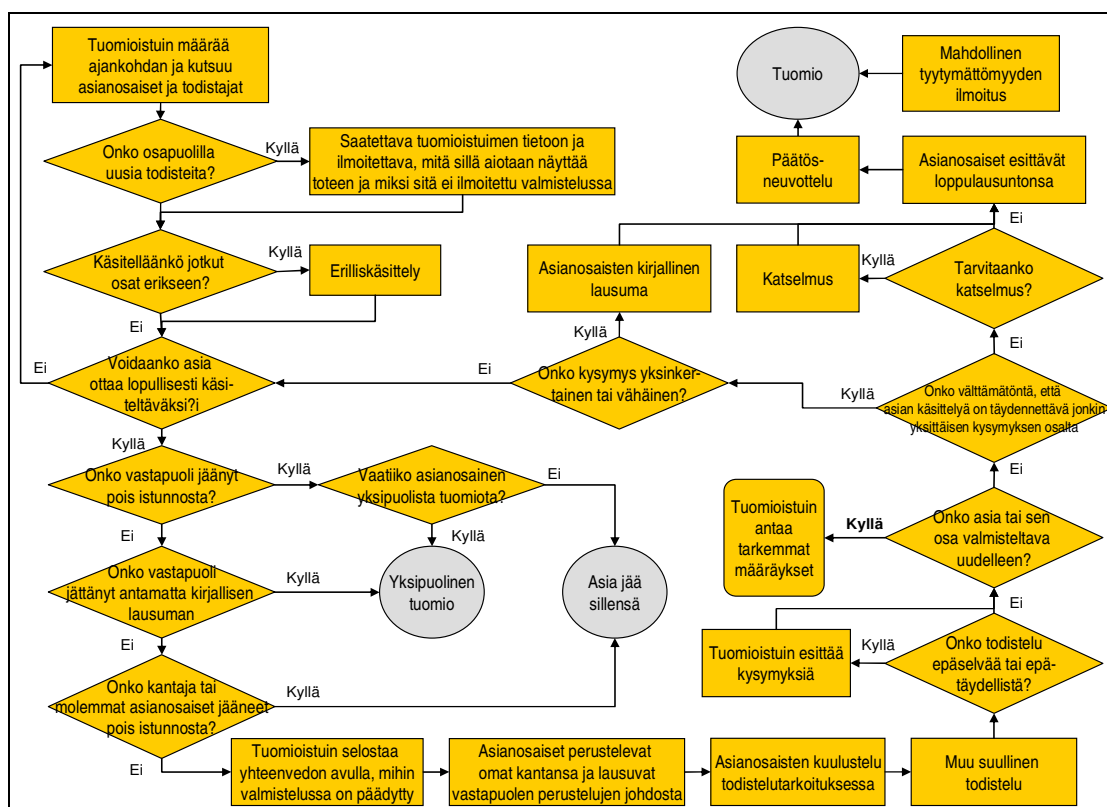 Tuomioistuin määrää
ajankohdan ja kutsuu
asianosaiset ja todistajat
Onko osapuolilla
uusia todisteita?
Kyllä
Saatettava tuomioistuimen tietoon ja
ilmoitettava, mitä sillä aiotaan näyttää
toteen ja miksi sitä ei ilmoitettu valmistelussa
Käsitelläänkö jotkut
osat erikseen?
Kyllä
Erilliskäsittely
Ei
Voidaanko asia
ottaa lopullisesti käsi-
teltäväksi?i
Ei
Kyllä
Onko vastapuoli jäänyt
pois istunnosta?
Kyllä
Vaatiiko asianosainen
yksipuolista tuomiota?
Ei
Kyllä
Ei
Onko vastapuoli
jättänyt antamatta kirjallisen
lausuman
Kyllä
Yksipuolinen
tuomio
Asia jää
sillensä
Ei
Onko kantaja tai
molemmat asianosaiset jääneet
pois istunnosta?
Kyllä
Ei
Tuomioistuin selostaa
yhteenvedon avulla, mihin
valmistelussa on päädytty
Asianosaiset perustelevat
omat kantansa ja lausuvat
vastapuolen perustelujen johdosta
Asianosaisten kuulustelu
todistelutarkoituksessa
Muu suullinen
todistelu
Onko todistelu
epäselvää tai epä-
täydellistä?
Kyllä
Tuomioistuin esittää
kysymyksiä
Ei
Onko asia tai sen
osa valmisteltava
uudelleen?
Kyllä
Tuomioistuin
antaa
tarkemmat
määräykset
Ei
Onko välttämätöntä, että
asian käsittelyä on täydennettävä jonkin
yksittäisen kysymyksen osalta
Kyllä
Onko kysymys yksinker-
tainen tai vähäinen?
Ei
Kyllä
Asianosaisten kirjallinen
lausuma
Ei
Tarvitaanko
katselmus?
Kyllä
Katselmus
Ei
Asianosaiset esittävät
loppulausuntonsa
Päätös-
neuvottelu
Tuomio
Mahdollinen
tyytymättömyyden
ilmoitus